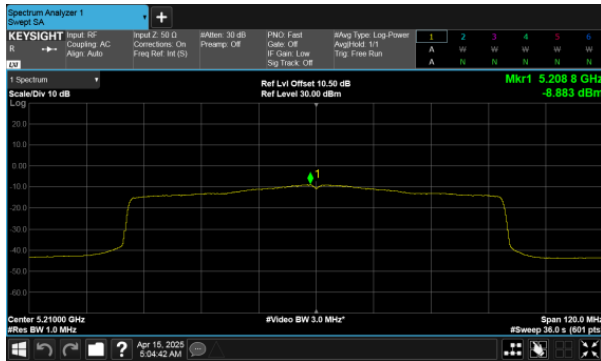 Spectrum Analyzer 1
Swept SA
+
KEYSIGHT Input: RF Input Z: 50 Ω #Atten: 30 dB PNO: Fast #Avg Type: Log-Power 1 2 3 4 5 6
R Coupling: AC Corrections: On Preamp: Off Gate: Off Avg|Hold: 1/1 A W W W W W
Align: Auto Freq Ref: Int (S) IF Gain: Low Trig: Free Run
LXI Sig Track: Off A N N N N N
1 Spectrum Ref Lvl Offset 10.50 dB Mkr1 5.208 8 GHz
Scale/Div 10 dB Ref Level 30.00 dBm -8.883 dBm
Log
20.0
10.0
0.00
1
-10.0
-20.0
-30.0
-40.0
-50.0
-60.0
Center 5.21000 GHz #Video BW 3.0 MHz* Span 120.0 MHz
#Res BW 1.0 MHz #Sweep 36.0 s (601 pts)
? Apr 15, 2025
5:04:42 AM